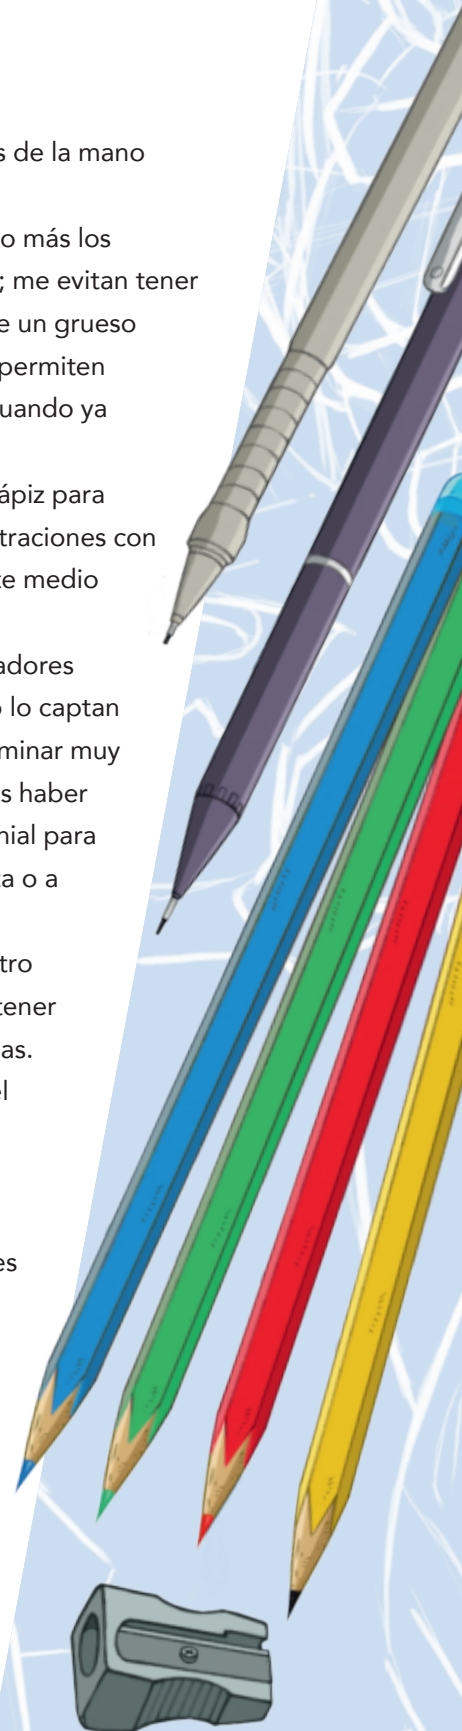 s de la mano
o más los
; me evitan tener
e un grueso
permiten
uando ya
ápiz para
traciones con
te medio
adores
o lo captan
minar muy
s haber
nial para
ta o a
tro
tener
as.
el
es